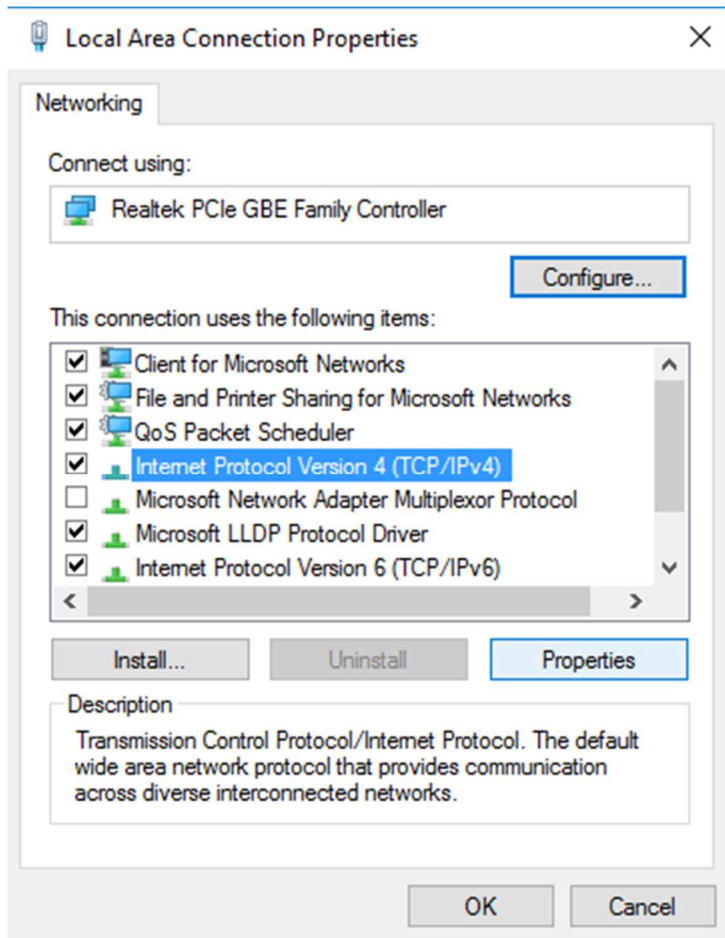 Local Area Connection Properties
Networking
Connect using:
Realtek PCIe GBE Family Controller
Configure...
This connection uses the following items:
Client for Microsoft Networks
File and Printer Sharing for Microsoft Networks
QoS Packet Scheduler
Internet Protocol Version 4 (TCP/IPv4)
Microsoft Network Adapter Multiplexor Protocol
Microsoft LLDP Protocol Driver
Internet Protocol Version 6 (TCP/IPv6)
Install... Uninstall Properties
Description
Transmission Control Protocol/Internet Protocol. The default
wide area network protocol that provides communication
across diverse interconnected networks.
OK Cancel